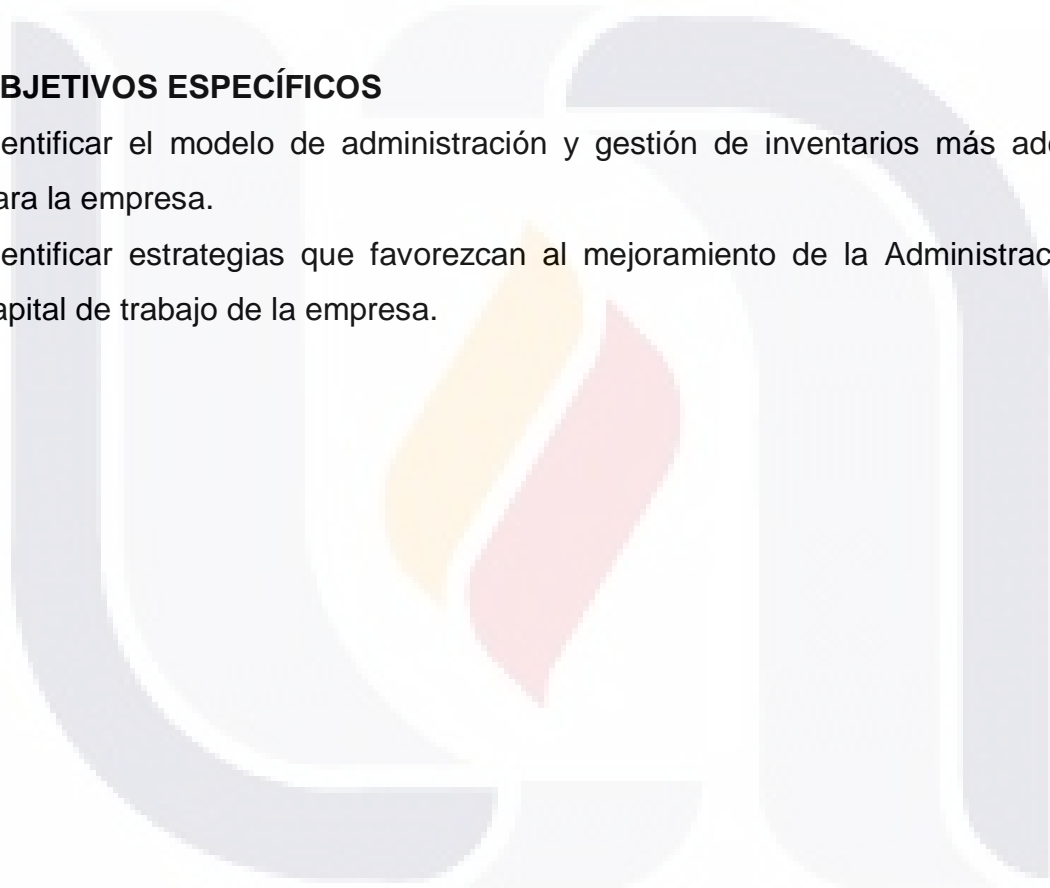 BJETIVOS ESPECÍFICOS
entificar el modelo de administración y gestión de inventarios más ade
ara la empresa.
entificar estrategias que favorezcan al mejoramiento de la Administrac
apital de trabajo de la empresa.